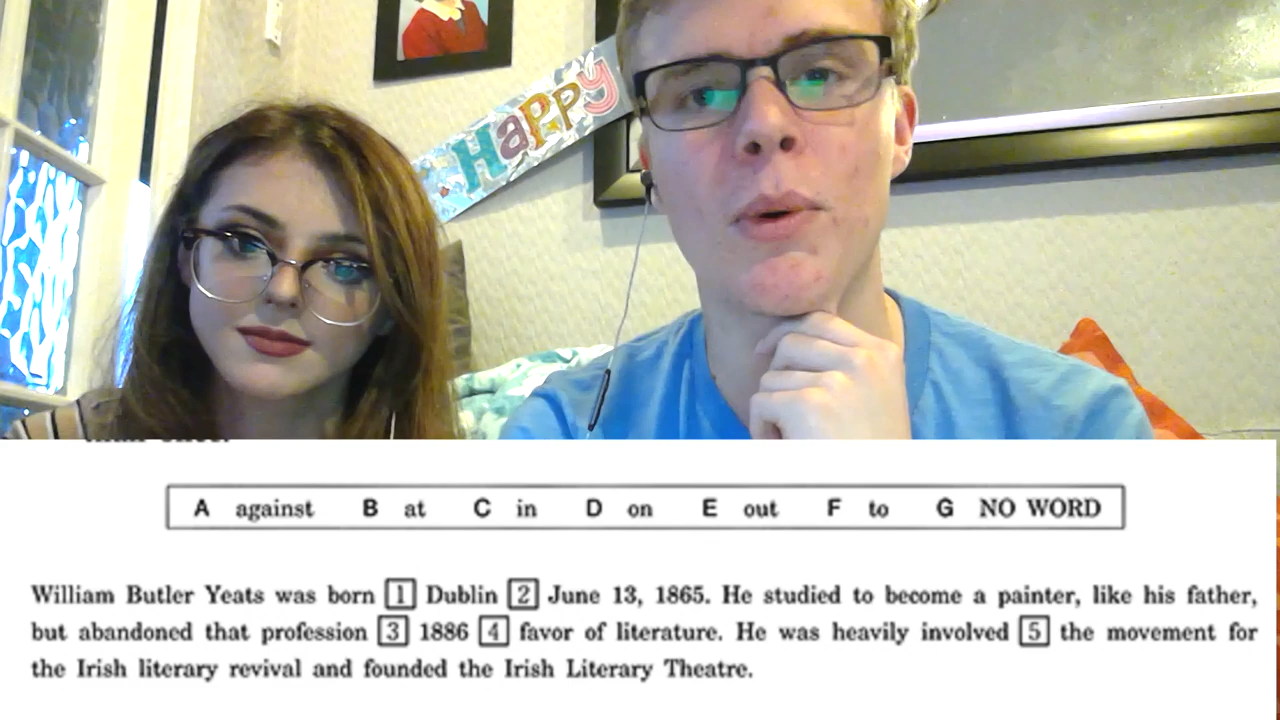 HaPPy
A against B at C in D on E out F to G NO WORD
William Butler Yeats was born 1 Dublin 2 June 13, 1865. He studied to become a painter, like his father,
but abandoned that profession 3 1886 4 favor of literature. He was heavily involved 5 the movement for
the Irish literary revival and founded the Irish Literary Theatre.